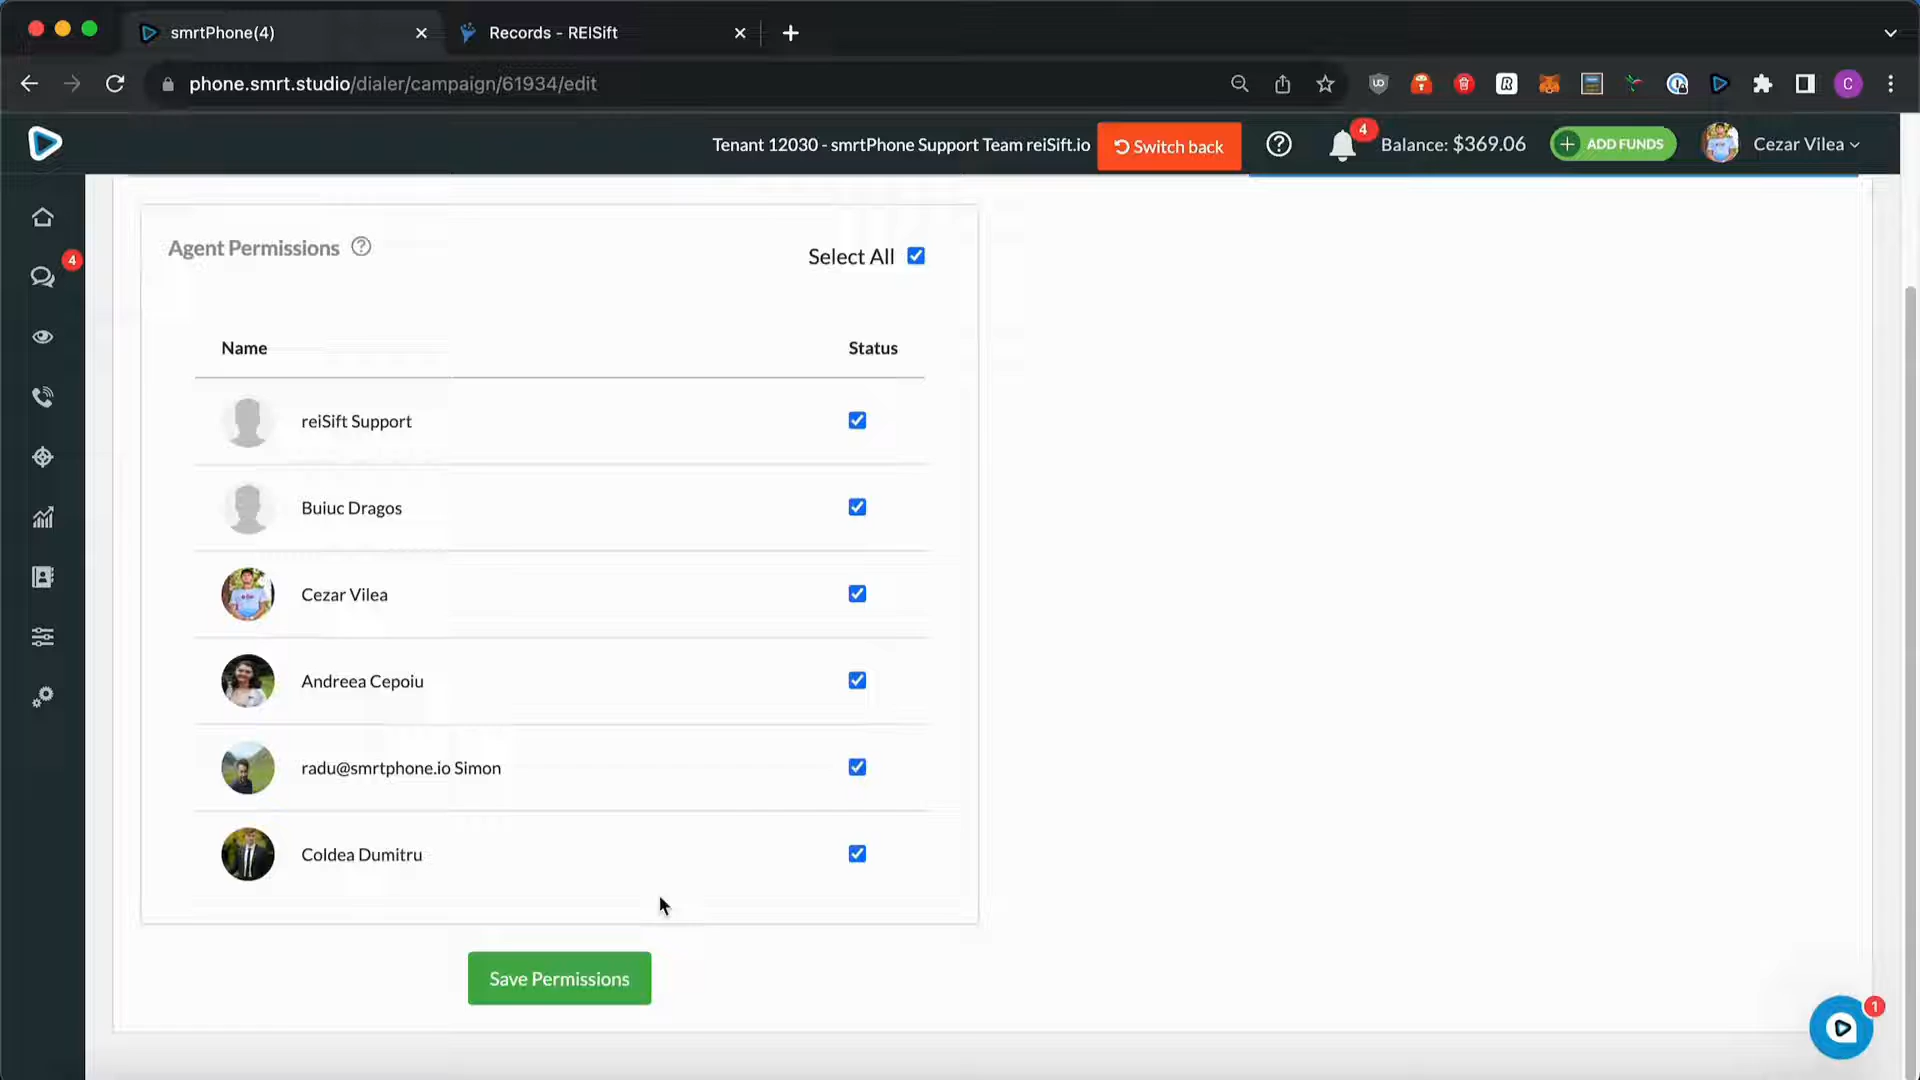 smrtPhone(4)
Records - REISift
phone.smrt.studio/dialer/campaign/61934/edit
C
Tenant 12030 - smrtPhone Support Team reiSift.io
Switch back
4
Balance: $369.06
ADD FUNDS
Cezar Vilea
4
Agent Permissions
Select All
Name
Status
reiSift Support
Buiuc Dragos
Cezar Vilea
Andreea Cepoiu
radu@smrtphone.io Simon
Coldea Dumitru
Save Permissions
1